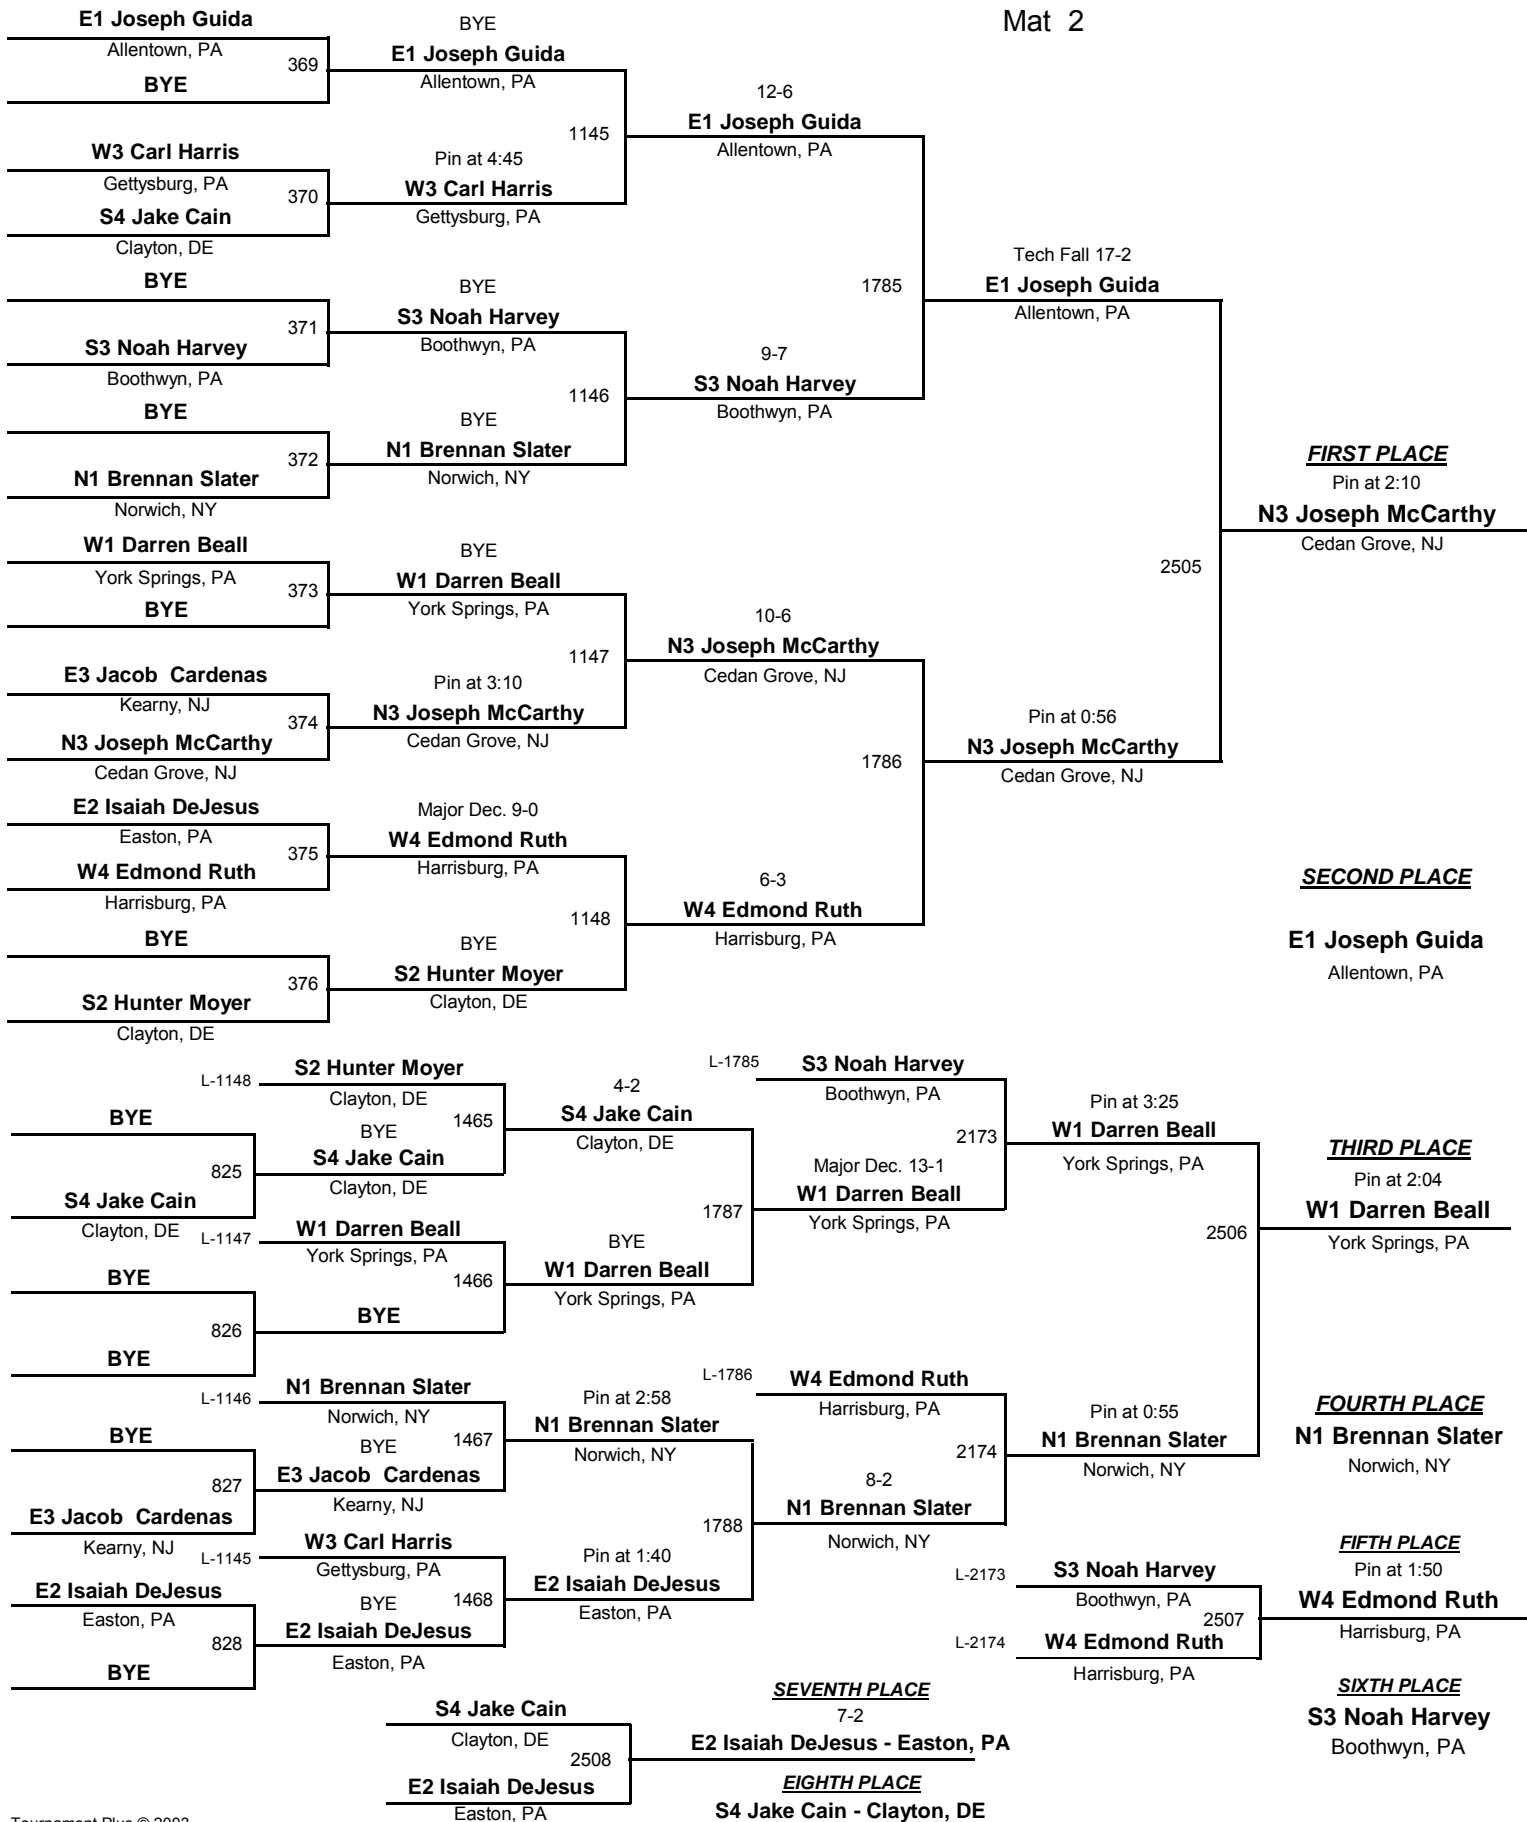 Mat 2
E1 Joseph Guida
Allentown, PA
369
BYE
W3 Carl Harris
Gettysburg, PA
370
S4 Jake Cain
Clayton, DE
BYE
371
S3 Noah Harvey
Boothwyn, PA
BYE
372
N1 Brennan Slater
Norwich, NY
W1 Darren Beall
York Springs, PA
373
BYE
E3 Jacob Cardenas
Kearny, NJ
374
N3 Joseph McCarthy
Cedan Grove, NJ
E2 Isaiah DeJesus
Easton, PA
375
W4 Edmond Ruth
Harrisburg, PA
BYE
376
S2 Hunter Moyer
Clayton, DE
BYE
E1 Joseph Guida
Allentown, PA
1145
Pin at 4:45
W3 Carl Harris
Gettysburg, PA
BYE
S3 Noah Harvey
Boothwyn, PA
1146
BYE
N1 Brennan Slater
Norwich, NY
BYE
W1 Darren Beall
York Springs, PA
1147
Pin at 3:10
N3 Joseph McCarthy
Cedan Grove, NJ
Major Dec. 9-0
W4 Edmond Ruth
Harrisburg, PA
1148
BYE
S2 Hunter Moyer
Clayton, DE
12-6
E1 Joseph Guida
Allentown, PA
1785
9-7
S3 Noah Harvey
Boothwyn, PA
10-6
N3 Joseph McCarthy
Cedan Grove, NJ
1786
6-3
W4 Edmond Ruth
Harrisburg, PA
Tech Fall 17-2
E1 Joseph Guida
Allentown, PA
2505
Pin at 0:56
N3 Joseph McCarthy
Cedan Grove, NJ
FIRST PLACE
Pin at 2:10
N3 Joseph McCarthy
Cedan Grove, NJ
SECOND PLACE
E1 Joseph Guida
Allentown, PA
BYE
825
S4 Jake Cain
Clayton, DE
BYE
826
BYE
BYE
827
E3 Jacob Cardenas
Kearny, NJ
E2 Isaiah DeJesus
Easton, PA
828
BYE
L-1148
S2 Hunter Moyer
Clayton, DE
1465
BYE
S4 Jake Cain
Clayton, DE
L-1147
W1 Darren Beall
York Springs, PA
1466
BYE
L-1146
N1 Brennan Slater
Norwich, NY
1467
BYE
E3 Jacob Cardenas
Kearny, NJ
L-1145
W3 Carl Harris
Gettysburg, PA
1468
BYE
E2 Isaiah DeJesus
Easton, PA
4-2
S4 Jake Cain
Clayton, DE
1787
BYE
W1 Darren Beall
York Springs, PA
Pin at 2:58
N1 Brennan Slater
Norwich, NY
1788
Pin at 1:40
E2 Isaiah DeJesus
Easton, PA
L-1785
S3 Noah Harvey
Boothwyn, PA
2173
Major Dec. 13-1
W1 Darren Beall
York Springs, PA
L-1786
W4 Edmond Ruth
Harrisburg, PA
2174
8-2
N1 Brennan Slater
Norwich, NY
Pin at 3:25
W1 Darren Beall
York Springs, PA
2506
Pin at 0:55
N1 Brennan Slater
Norwich, NY
THIRD PLACE
Pin at 2:04
W1 Darren Beall
York Springs, PA
FOURTH PLACE
N1 Brennan Slater
Norwich, NY
L-2173
S3 Noah Harvey
Boothwyn, PA
2507
L-2174
W4 Edmond Ruth
Harrisburg, PA
FIFTH PLACE
Pin at 1:50
W4 Edmond Ruth
Harrisburg, PA
SIXTH PLACE
S3 Noah Harvey
Boothwyn, PA
S4 Jake Cain
Clayton, DE
2508
E2 Isaiah DeJesus
Easton, PA
SEVENTH PLACE
7-2
E2 Isaiah DeJesus - Easton, PA
EIGHTH PLACE
S4 Jake Cain - Clayton, DE
Tournament Plus © 2003